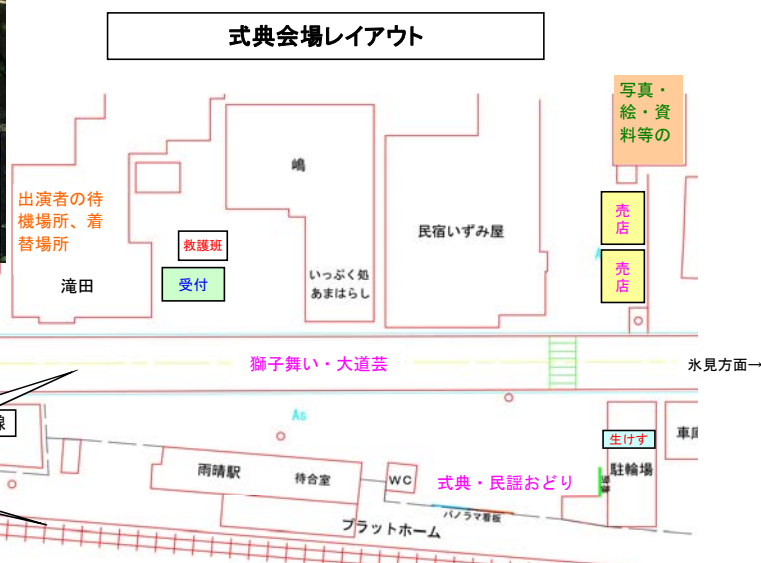 式典会場レイアウト
写真・
絵・資
料等の
嶋
出演者の待
機場所、着
替場所
売
店
民宿いずみ屋
救護班
売
店
受付
滝田
いっぷく処
あまはらし
獅子舞い・大道芸
氷見方面→
線
As
生けす
車庫
雨晴駅
待合室
WC
式典・民謡おどり
駐輪場
パノラマ看板
プラットホーム